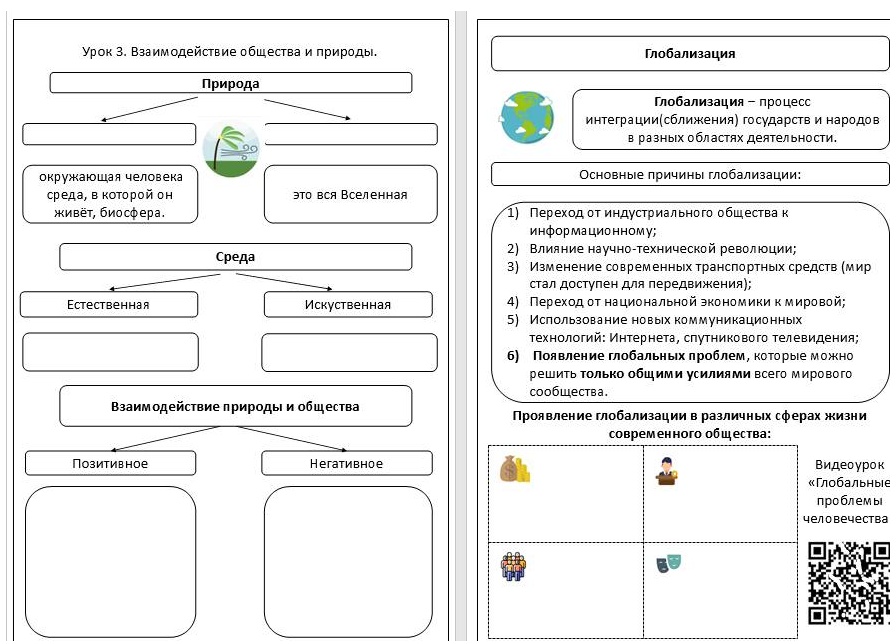 Урок 3. Взаимодействие общества и природы.
Природа
окружающая человека
среда, в которой он
живёт, биосфера.
это вся Вселенная
Среда
Естественная
Искуственная
Взаимодействие природы и общества
Позитивное
Негативное
Глобализация
Глобализация – процесс
интеграции(сближения) государств и народов
в разных областях деятельности.
Основные причины глобализации:
1) Переход от индустриального общества к
информационному;
2) Влияние научно-технической революции;
3) Изменение современных транспортных средств (мир
стал доступен для передвижения);
4) Переход от национальной экономики к мировой;
5) Использование новых коммуникационных
технологий: Интернета, спутникового телевидения;
6) Появление глобальных проблем, которые можно
решить только общими усилиями всего мирового
сообщества.
Проявление глобализации в различных сферах жизни
современного общества:
Видеоурок
«Глобальные
проблемы
человечества